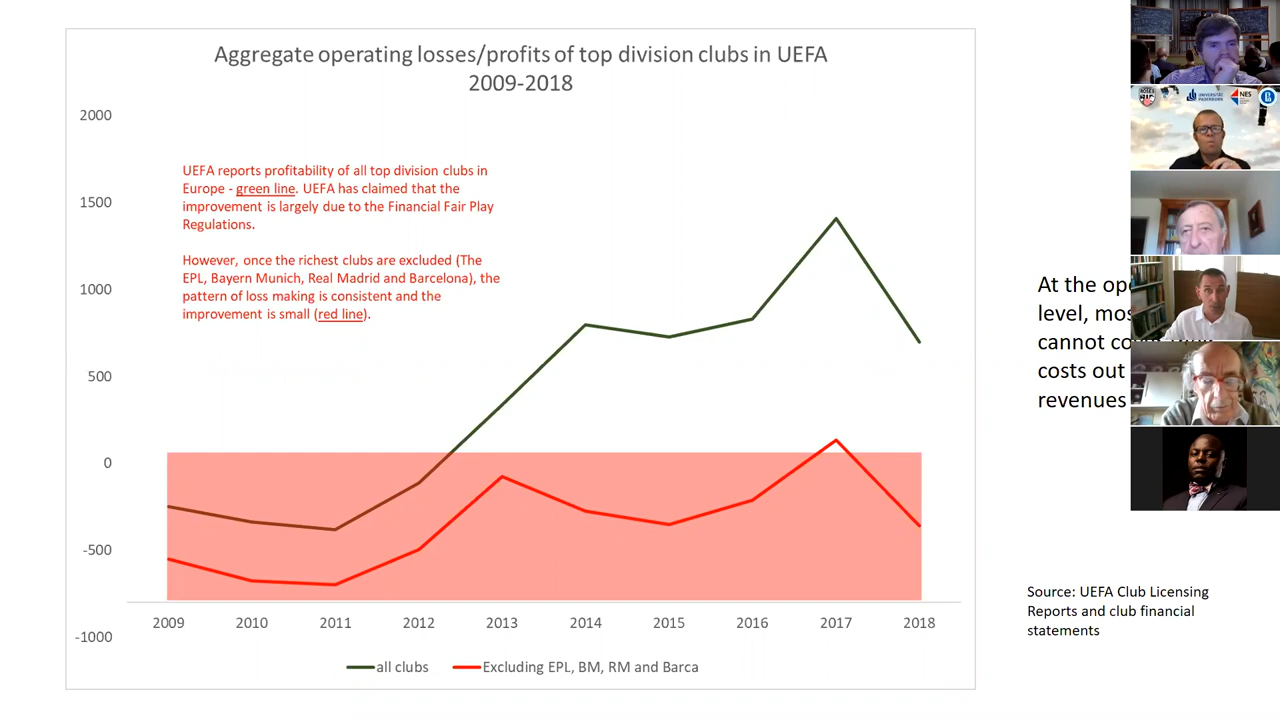 Aggregate operating losses/profits of top division clubs in UEFA
2009-2018
2000
1500
1000
500
0
-500
-1000
UEFA reports profitability of all top division clubs in
Europe - green line. UEFA has claimed that the
improvement is largely due to the Financial Fair Play
Regulations.
However, once the richest clubs are excluded (The
EPL, Bayern Munich, Real Madrid and Barcelona), the
pattern of loss making is consistent and the
improvement is small (red line).
2009 2010 2011 2012 2013 2014 2015 2016 2017 2018
all clubs Excluding EPL, BM, RM and Barca
At the
level,
cannot
costs out
revenues
Source: UEFA Club Licensing
Reports and club financial
statements
UNIVERSITÄT
PADERBORN
NES